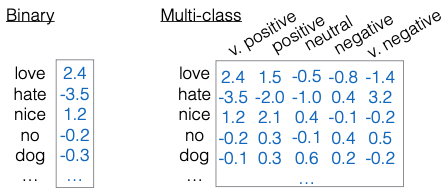 Binary
love 2.4
hate -3.5
nice 1.2
no -0.2
dog -0.3
... ...
Multi-class
v. positive positive neutral negative v. negative
love 2.4 1.5 -0.5 -0.8 -1.4
hate -3.5 -2.0 -1.0 0.4 3.2
nice 1.2 2.1 0.4 -0.1 -0.2
no -0.2 0.3 -0.1 0.4 0.5
dog -0.1 0.3 0.6 0.2 -0.2
... ...